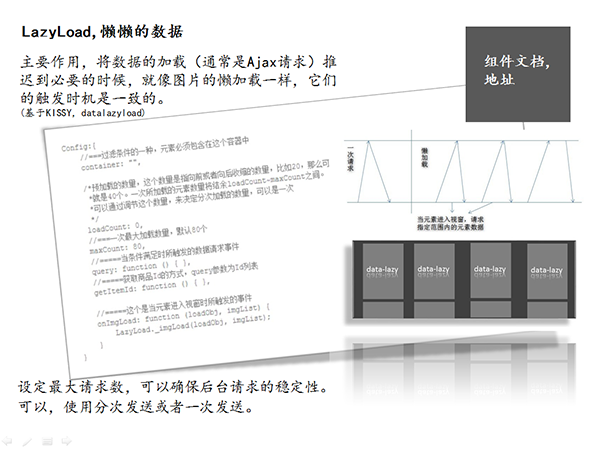 LazyLoad,懒懒的数据
主要作用，将数据的加载（通常是Ajax请求）推
迟到必要的时候，就像图片的懒加载一样，它们
的触发时机是一致的。
(基于KISSY, datalazyload)
组件文档，
地址
Config:{
//===过滤条件的一种，元素必须包含在这个容器中
container: "",
/*预加载的数量，这个数量是指向前或者向后收缩的数量，比如20，那么可
*就是40个。一次所加载的元素数量将结余loadCount-maxCount之间。
*可以通过调节这个数量，来决定分次加载的数量，可以是一次
*/
loadCount: 0,
//===一次最大加载数量，默认80个
maxCount: 80,
//=====当条件满足时所触发的数据请求事件
query: function () { },
//=====获取商品Id的方式，query参数为Id列表
getItemId: function () { },
//=====这个是当元素进入视窗时所触发的事件
onImgLoad: function (loadObj, imgList) {
LazyLoad._imgLoad(loadObj, imgList);
}
}
一次请求
懒加载
当元素进入视窗，请求
指定范围内的元素数据
data-lazy data-lazy data-lazy data-lazy
设定最大请求数，可以确保后台请求的稳定性。
可以，使用分次发送或者一次发送。